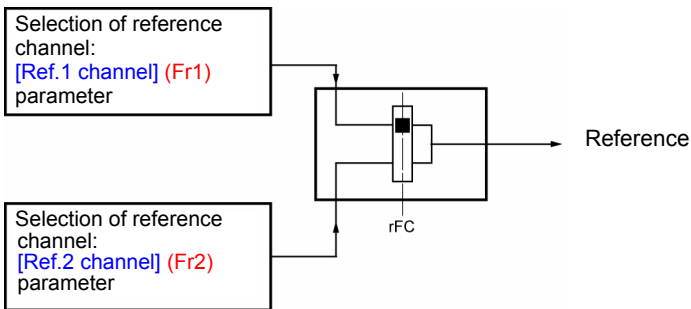 Selection of reference
channel:
[Ref.1 channel] (Fr1)
parameter
Reference
rFC
Selection of reference
channel:
[Ref.2 channel] (Fr2)
parameter